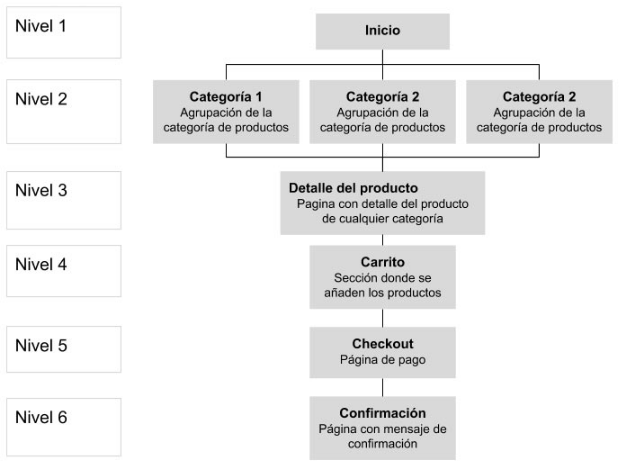 Nivel 1
Inicio
Nivel 2
Categoría 1
Agrupación de la
categoría de productos
Categoría 2
Agrupación de la
categoría de productos
Categoría 2
Agrupación de la
categoría de productos
Nivel 3
Detalle del producto
Pagina con detalle del producto
de cualquier categoría
Nivel 4
Carrito
Sección donde se
añaden los productos
Nivel 5
Checkout
Página de pago
Nivel 6
Confirmación
Página con mensaje de
confirmación